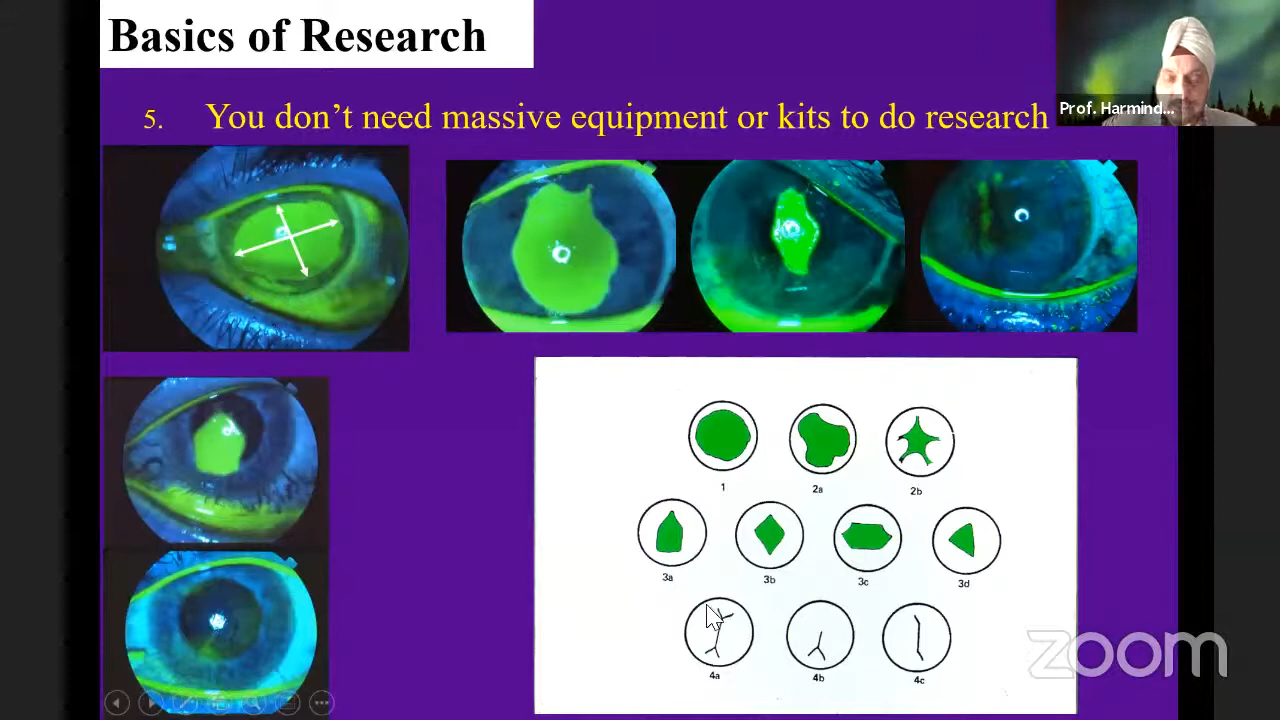 Basics of Research
Prof. Harmind...
5. You don't need massive equipment or kits to do research
1
2a
2b
3a
3b
3c
3d
4a
4b
4c
zoom